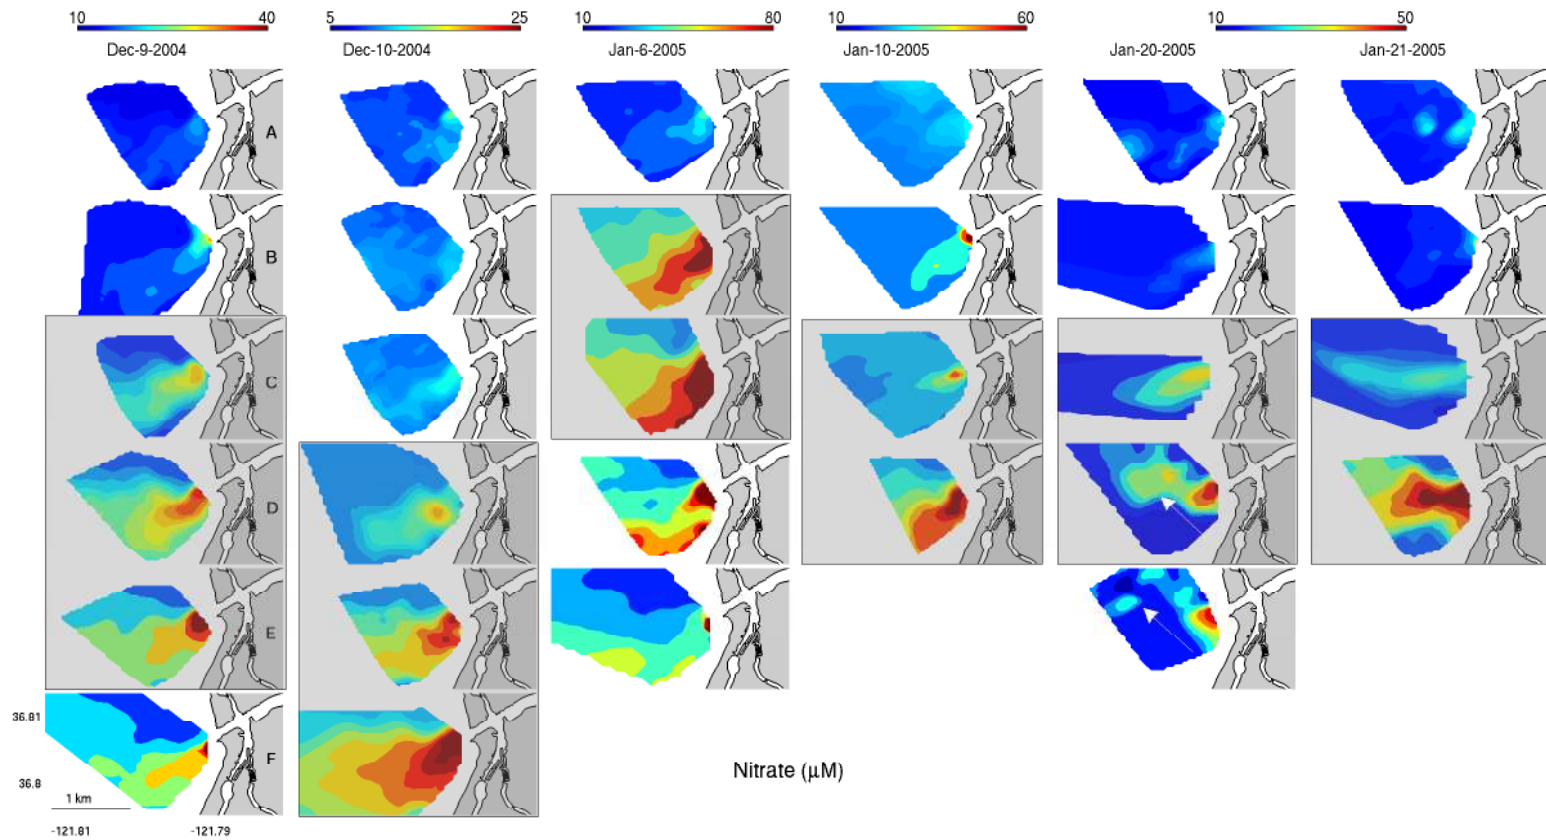 10 40 5 25 10 80 10 60 10 50
Dec-9-2004 Dec-10-2004 Jan-6-2005 Jan-10-2005 Jan-20-2005 Jan-21-2005
A
B
C
D
E
36.81
F
36.8
Nitrate (μM)
1 km
-121.81 -121.79